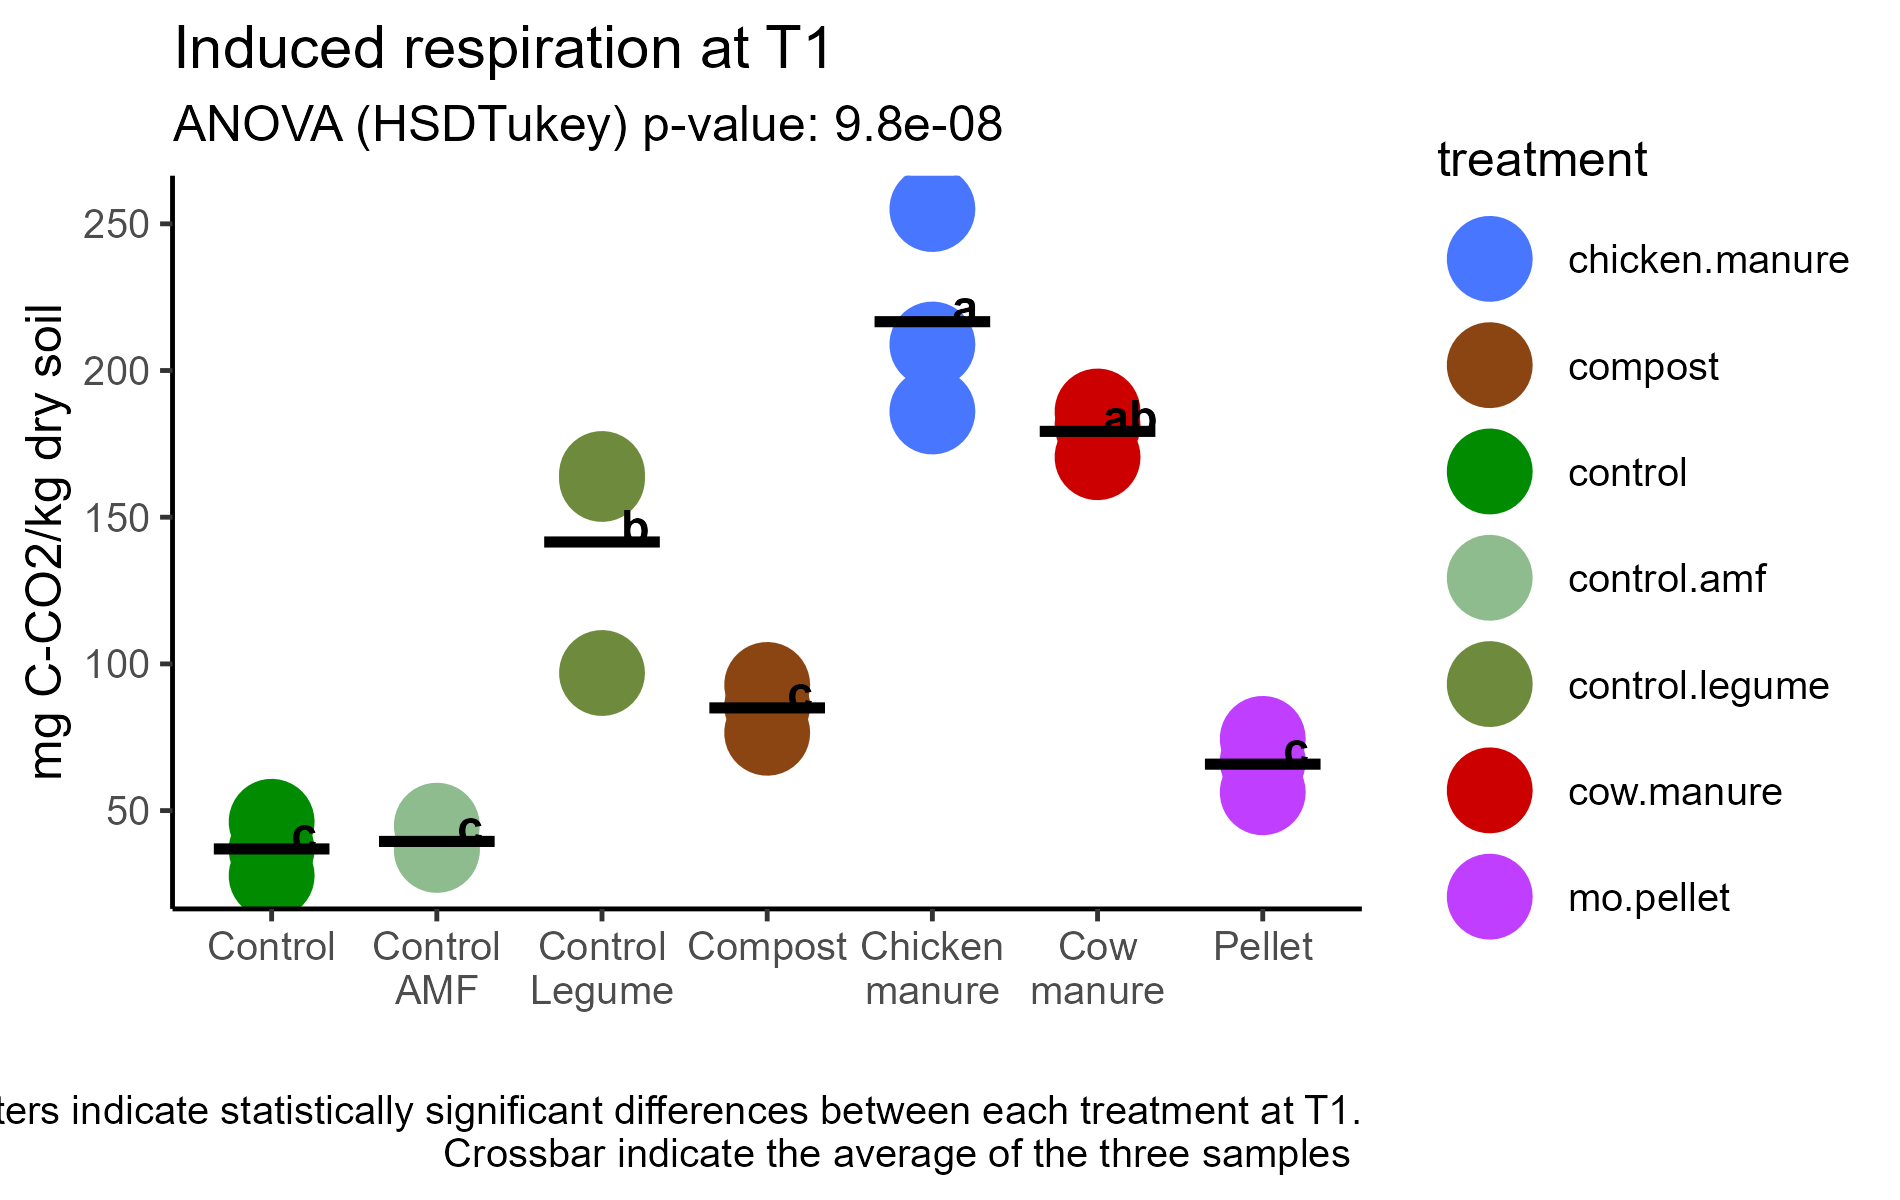 Induced respiration at T1
ANOVA (HSDTukey) p-value: 9.8e-08
mg C-CO2/kg dry soil
250
200
150
100
50
c
c
b
c
a
ab
c
Control
Control
AMF
Control
Legume
Compost
Chicken
manure
Cow
manure
Pellet
treatment
chicken.manure
compost
control
control.amf
control.legume
cow.manure
mo.pellet
indicate statistically significant differences between each treatment at T1.
Crossbar indicate the average of the three samples